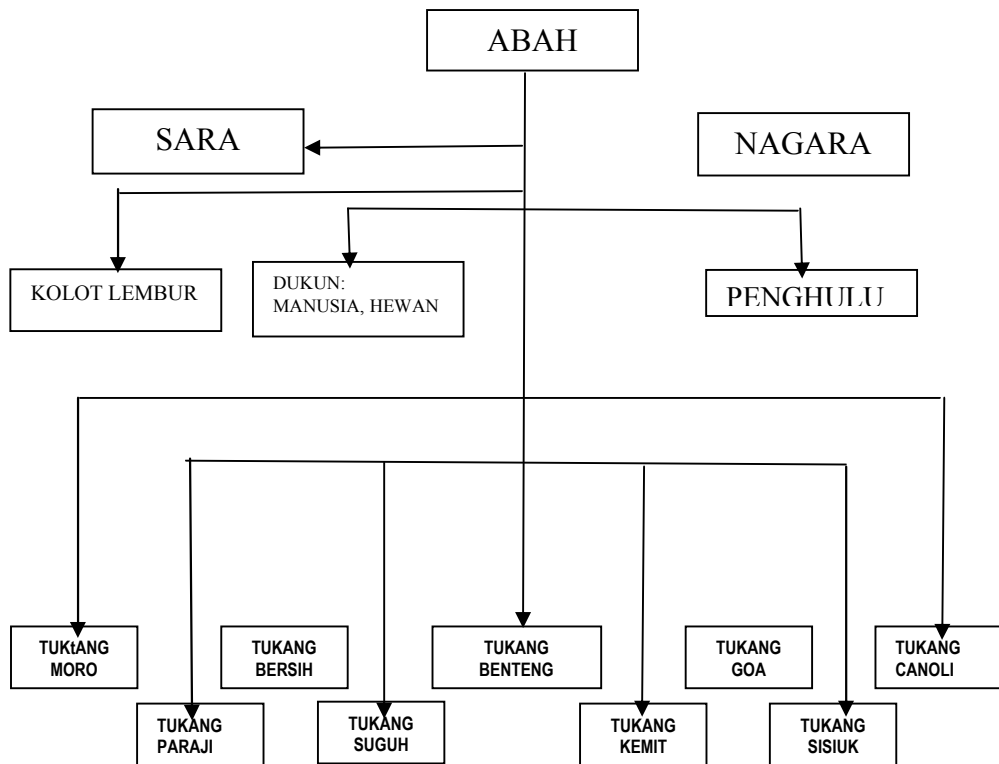 ABAH
SARA
NAGARA
KOLOT LEMBUR
DUKUN:
MANUSIA, HEWAN
PENGHULU
TUKtANG
MORO
TUKANG
BERSIH
TUKANG
BENTENG
TUKANG
GOA
TUKANG
CANOLI
TUKANG
PARAJI
TUKANG
SUGUH
TUKANG
KEMIT
TUKANG
SISIUK